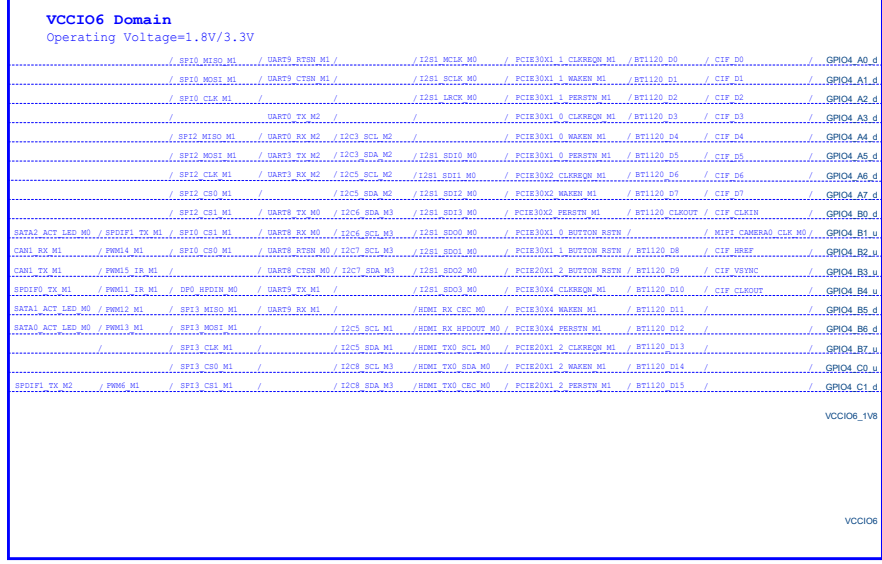 VCCIO6 Domain
Operating Voltage=1.8V/3.3V
/ SPI0_MISO_M1 / UART9_RTSN_M1 / / I2S1_MCLK_M0 / PCIE30X1_1_CLKREQN_M1 / BT1120_D0 / CIF_D0 / GPIO4_A0_d
/ SPI0_MOSI_M1 / UART9_CTSN_M1 / / I2S1_SCLK_M0 / PCIE30X1_1_WAKEN_M1 / BT1120_D1 / CIF_D1 / GPIO4_A1_d
/ SPI0_CLK_M1 / / / I2S1_LRCK_M0 / PCIE30X1_1_PERSTN_M1 / BT1120_D2 / CIF_D2 / GPIO4_A2_d
/ UART0_TX_M2 / / / PCIE30X1_0_CLKREQN_M1 / BT1120_D3 / CIF_D3 / GPIO4_A3_d
/ SPI2_MISO_M1 / UART0_RX_M2 / I2C3_SCL_M2 / / PCIE30X1_0_WAKEN_M1 / BT1120_D4 / CIF_D4 / GPIO4_A4_d
/ SPI2_MOSI_M1 / UART3_TX_M2 / I2C3_SDA_M2 / I2S1_SDI0_M0 / PCIE30X1_0_PERSTN_M1 / BT1120_D5 / CIF_D5 / GPIO4_A5_d
/ SPI2_CLK_M1 / UART3_RX_M2 / I2C5_SCL_M2 / I2S1_SDI1_M0 / PCIE30X2_CLKREQN_M1 / BT1120_D6 / CIF_D6 / GPIO4_A6_d
/ SPI2_CS0_M1 / / I2C5_SDA_M2 / I2S1_SDI2_M0 / PCIE30X2_WAKEN_M1 / BT1120_D7 / CIF_D7 / GPIO4_A7_d
/ SPI2_CS1_M1 / UART8_TX_M0 / I2C6_SDA_M3 / I2S1_SDI3_M0 / PCIE30X2_PERSTN_M1 / BT1120_CLKOUT / CIF_CLKIN / GPIO4_B0_d
SATA2_ACT_LED_M0 / SPDIF1_TX_M1 / SPI0_CS1_M1 / UART8_RX_M0 / I2C6_SCL_M3 / I2S1_SDO0_M0 / PCIE30X1_0_BUTTON_RSTN / / MIPI_CAMERA0_CLK_M0 / GPIO4_B1_u
CAN1_RX_M1 / PWM14_M1 / SPI0_CS0_M1 / UART8_RTSN_M0 / I2C7_SCL_M3 / I2S1_SDO1_M0 / PCIE30X1_1_BUTTON_RSTN / BT1120_D8 / CIF_HREF / GPIO4_B2_u
CAN1_TX_M1 / PWM15_IR_M1 / / UART8_CTSN_M0 / I2C7_SDA_M3 / I2S1_SDO2_M0 / PCIE20X1_2_BUTTON_RSTN / BT1120_D9 / CIF_VSYNC / GPIO4_B3_u
SPDIF0_TX_M1 / PWM11_IR_M1 / DP0_HPDIN_M0 / UART9_TX_M1 / / I2S1_SDO3_M0 / PCIE30X4_CLKREQN_M1 / BT1120_D10 / CIF_CLKOUT / GPIO4_B4_u
SATA1_ACT_LED_M0 / PWM12_M1 / SPI3_MISO_M1 / UART9_RX_M1 / / HDMI_RX_CEC_M0 / PCIE30X4_WAKEN_M1 / BT1120_D11 / / GPIO4_B5_d
SATA0_ACT_LED_M0 / PWM13_M1 / SPI3_MOSI_M1 / / I2C5_SCL_M1 / HDMI_RX_HPDOUT_M0 / PCIE30X4_PERSTN_M1 / BT1120_D12 / / GPIO4_B6_d
/ / SPI3_CLK_M1 / / I2C5_SDA_M1 / HDMI_TX0_SCL_M0 / PCIE20X1_2_CLKREQN_M1 / BT1120_D13 / / GPIO4_B7_u
/ SPI3_CS0_M1 / / I2C8_SCL_M3 / HDMI_TX0_SDA_M0 / PCIE20X1_2_WAKEN_M1 / BT1120_D14 / / GPIO4_C0_u
SPDIF1_TX_M2 / PWM6_M1 / SPI3_CS1_M1 / / I2C8_SDA_M3 / HDMI_TX0_CEC_M0 / PCIE20X1_2_PERSTN_M1 / BT1120_D15 / / GPIO4_C1_d
VCCIO6_1V8
VCCIO6